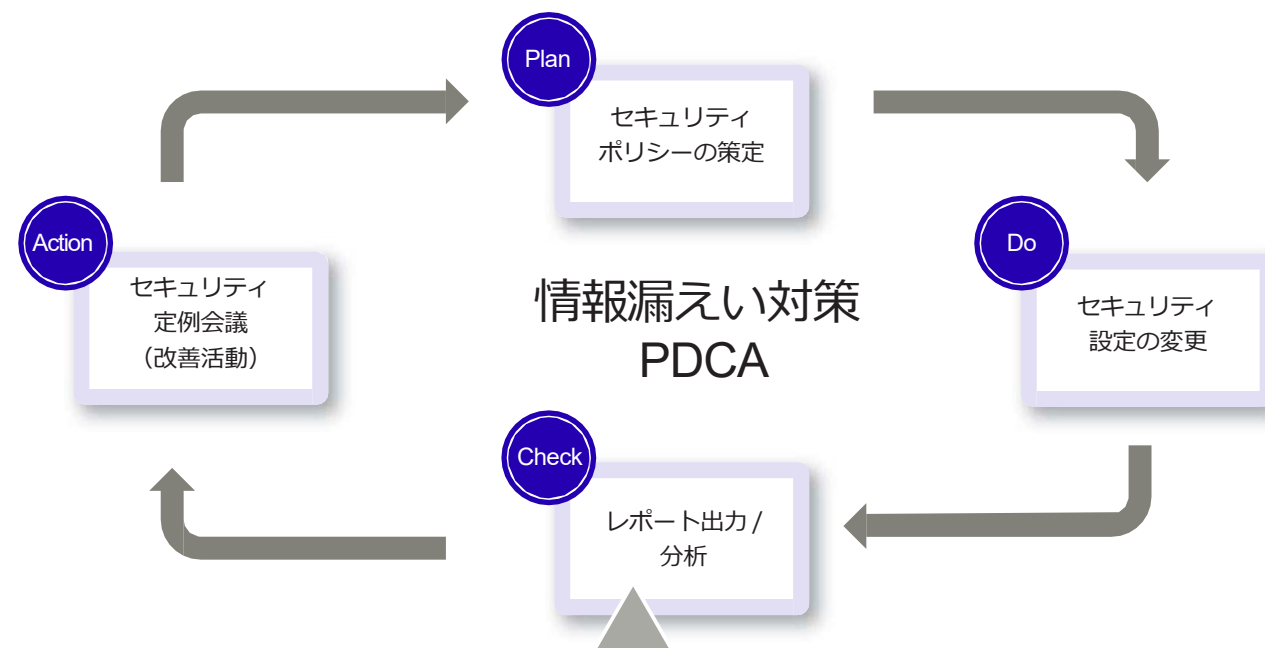 Plan
セキュリティ
ポリシーの策定
Action
セキュリティ
定例会議
（改善活動）
情報漏えい対策
PDCA
Do
セキュリティ
設定の変更
Check
レポート出力 /
分析